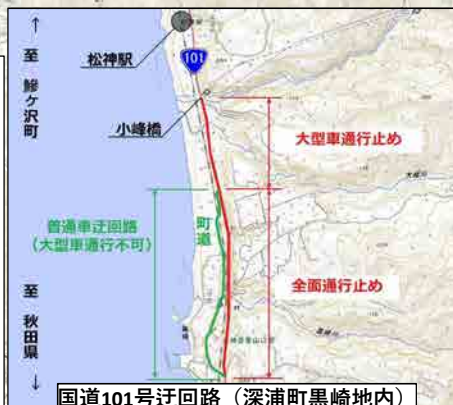 ↑
至 鰺ヶ沢町
松神駅
101
小峰橋
大型車通行止め
普通車迂回路
(大型車通行不可)
町道
全面通行止め
至 秋田県
↓
国道101号迂回路(深浦町黒崎地内)